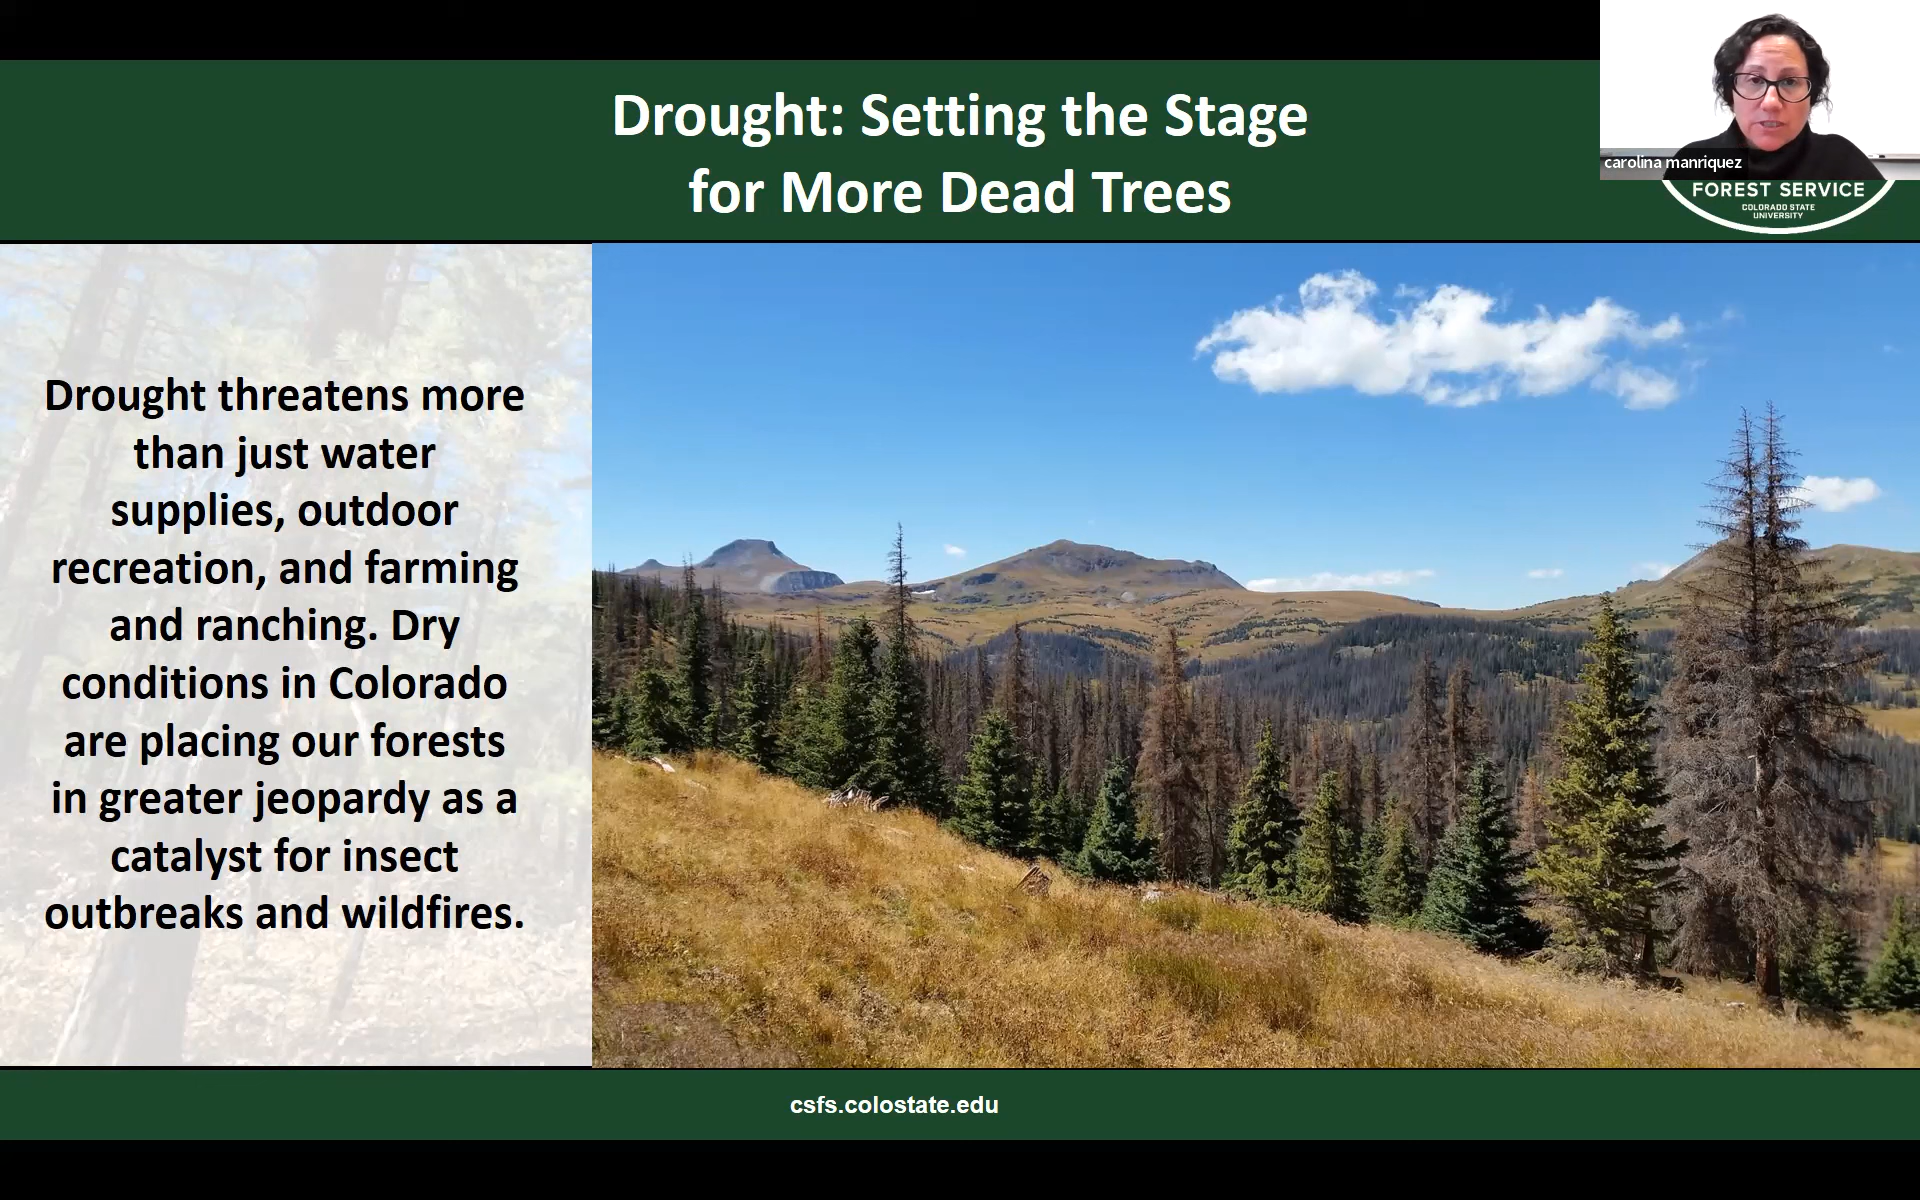 Drought: Setting the Stage
for More Dead Trees
carolina manriquez
FOREST SERVICE
COLORADO STATE
UNIVERSITY
Drought threatens more
than just water
supplies, outdoor
recreation, and farming
and ranching. Dry
conditions in Colorado
are placing our forests
in greater jeopardy as a
catalyst for insect
outbreaks and wildfires.
csfs.colostate.edu